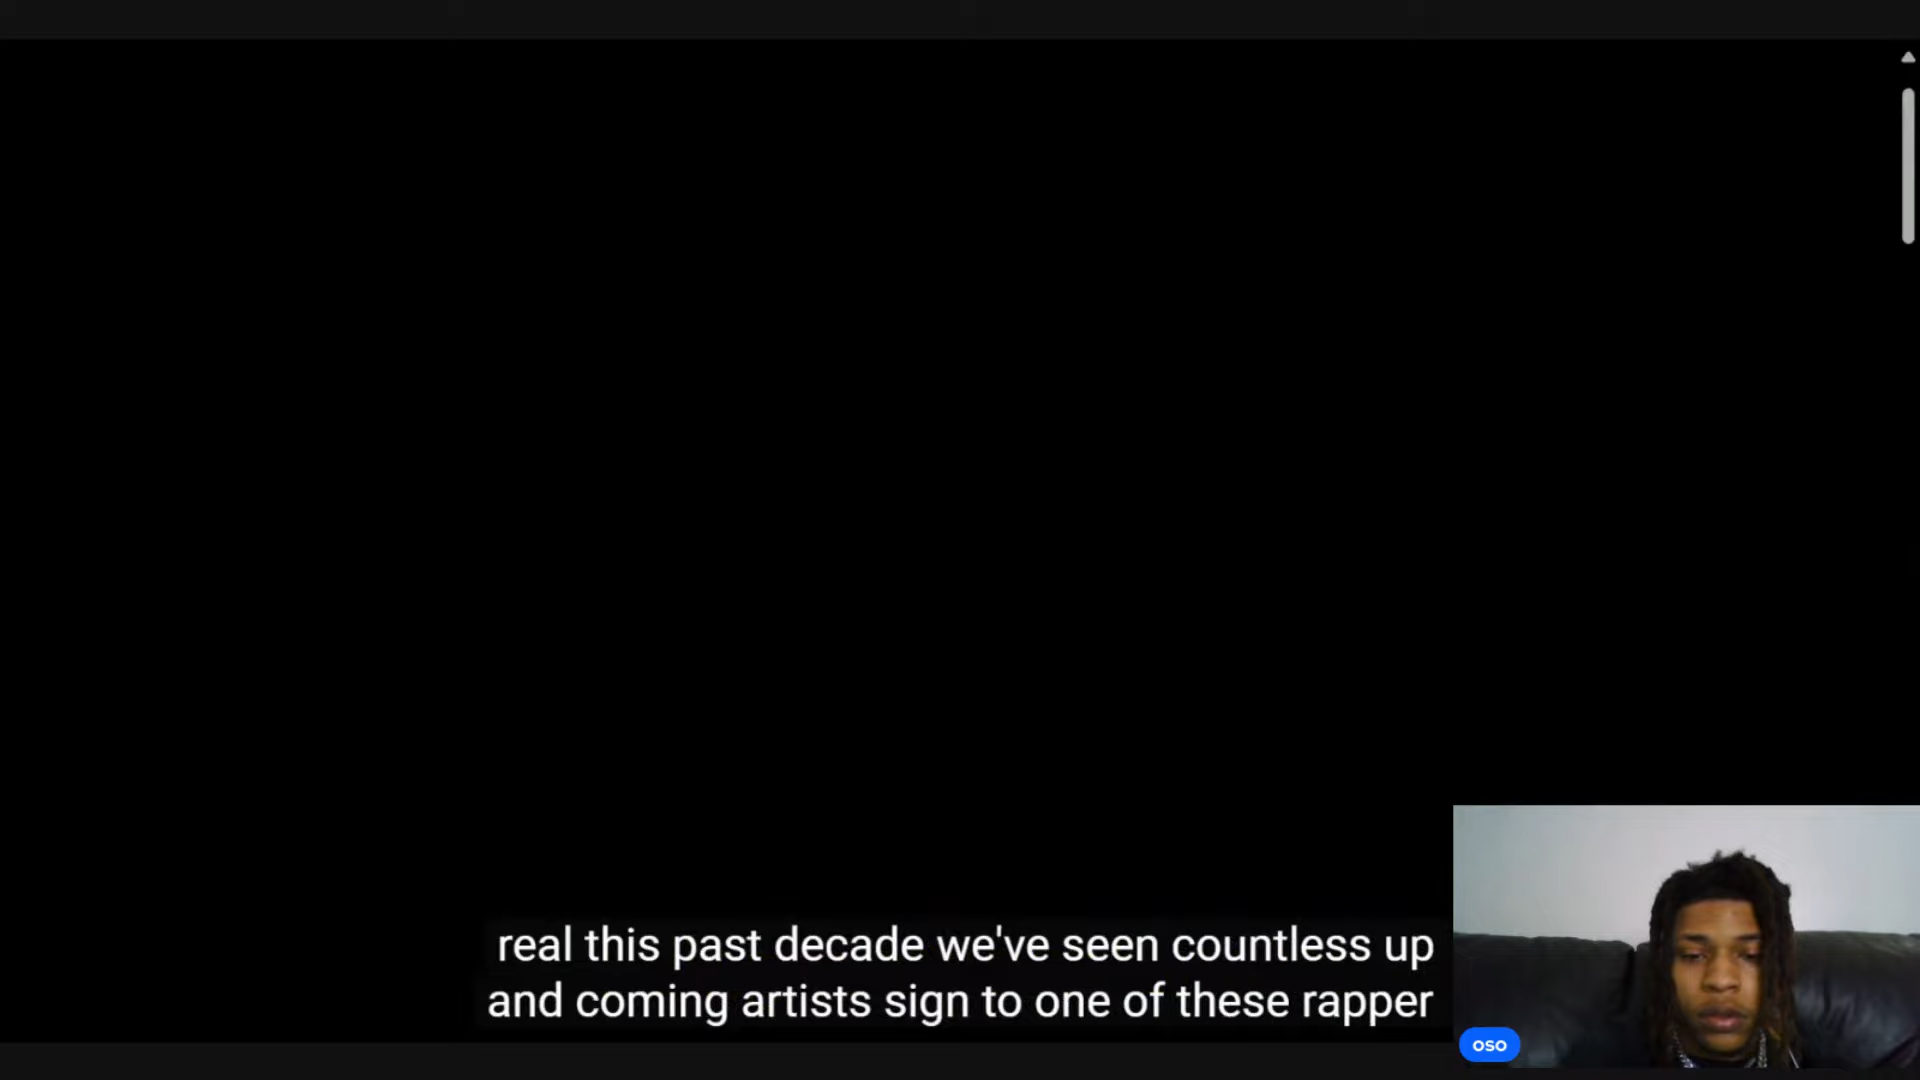 real this past decade we've seen countless up
and coming artists sign to one of these rapper
oso